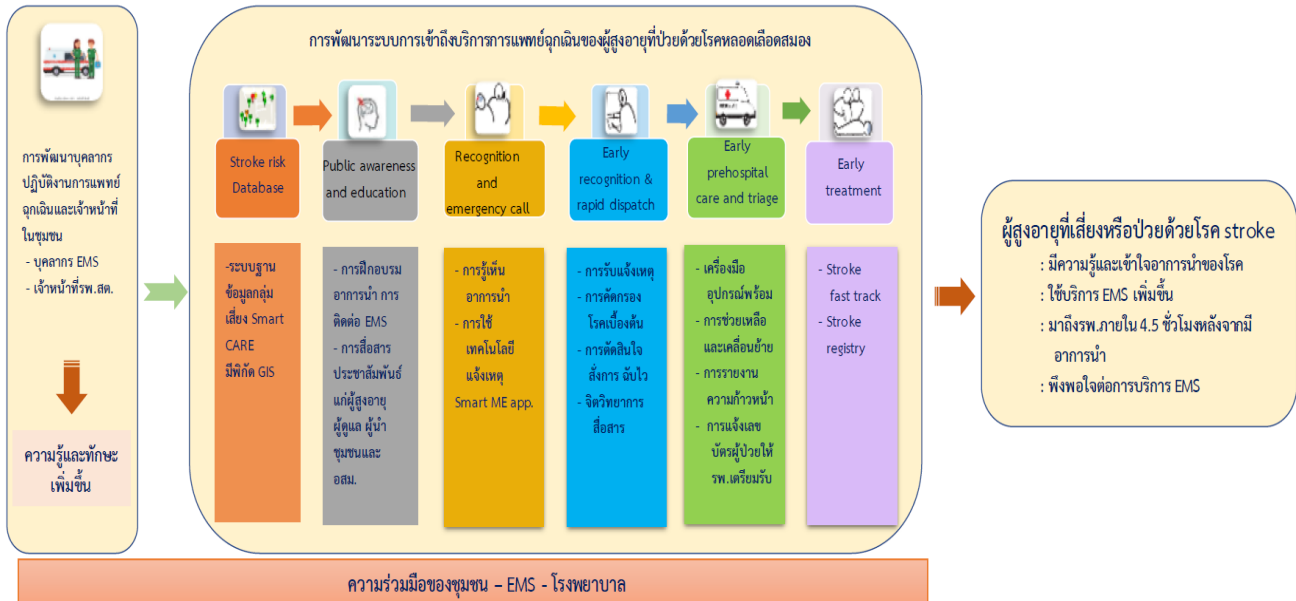 การพัฒนาบุคลากร
ปฏิบัติงานการแพทย์
ฉุกเฉินและเจ้าหน้าที่
ในชุมชน
- บุคลากร EMS
- เจ้าหน้าที่รพ.สต.
ความรู้และทักษะ
เพิ่มขึ้น
การพัฒนาระบบการเข้าถึงบริการการแพทย์ฉุกเฉินของผู้สูงอายุที่ป่วยด้วยโรคหลอดเลือดสมอง
Stroke risk
Database
-ระบบฐาน
ข้อมูลกลุ่ม
เสี่ยง Smart
CARE
มีพิกัด GIS
Public awareness
and education
- การฝึกอบรม
อาการนำ การ
ติดต่อ EMS
- การสื่อสาร
ประชาสัมพันธ์
แก่ผู้สูงอายุ
ผู้ดูแล ผู้นำ
ชุมชนและ
อสม.
Recognition
and
emergency call
- การรู้เห็น
อาการนำ
- การใช้
เทคโนโลยี
แจ้งเหตุ
Smart ME app.
Early
recognition &
rapid dispatch
- การรับแจ้งเหตุ
- การคัดกรอง
โรคเบื้องต้น
- การตัดสินใจ
สั่งการ ฉับไว
- จิตวิทยาการ
สื่อสาร
Early
prehospital
care and triage
- เครื่องมือ
อุปกรณ์พร้อม
- การช่วยเหลือ
และเคลื่อนย้าย
- การรายงาน
ความก้าวหน้า
- การแจ้งเลข
บัตรผู้ป่วยให้
รพ.เตรียมรับ
Early
treatment
- Stroke
fast track
- Stroke
registry
ผู้สูงอายุที่เสี่ยงหรือป่วยด้วยโรค stroke
: มีความรู้และเข้าใจอาการนำของโรค
: ใช้บริการ EMS เพิ่มขึ้น
: มาถึงรพ.ภายใน 4.5 ชั่วโมงหลังจากมี
อาการนำ
: พึงพอใจต่อการบริการ EMS
ความร่วมมือของชุมชน – EMS - โรงพยาบาล